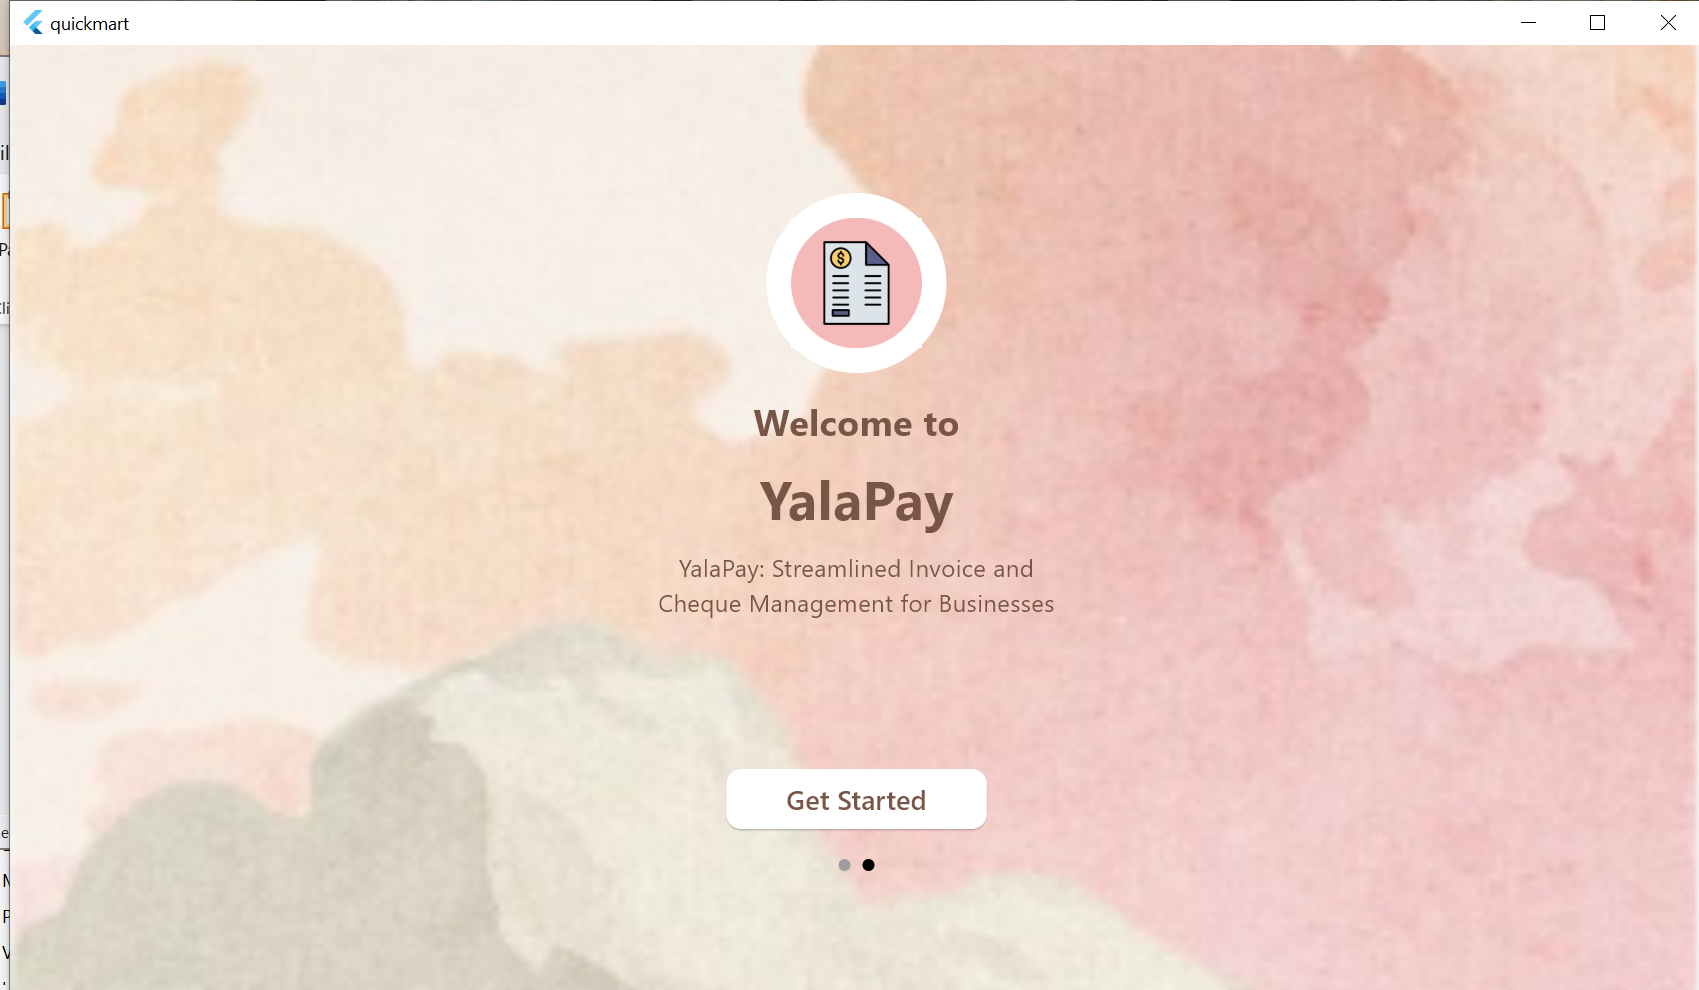 quickmart
Welcome to
YalaPay
YalaPay: Streamlined Invoice and
Cheque Management for Businesses
Get Started